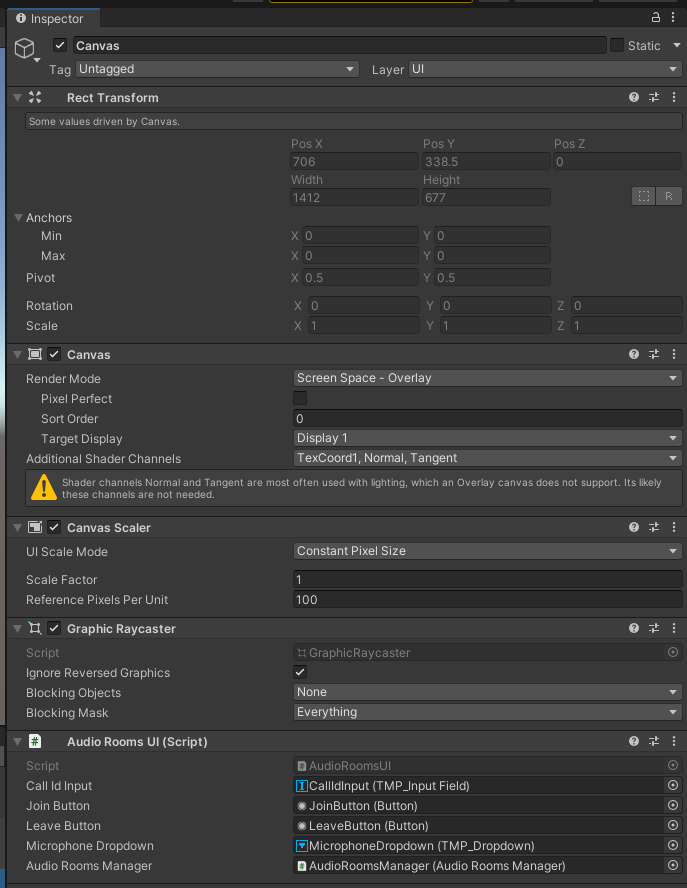 Inspector
Canvas Static
Tag Untagged Layer UI
Rect Transform
Some values driven by Canvas.
Pos X Pos Y Pos Z
706 338.5 0
Width Height
1412 677
R
Anchors
Min X 0 Y 0
Max X 0 Y 0
Pivot X 0.5 Y 0.5
Rotation X 0 Y 0 Z 0
Scale X 1 Y 1 Z 1
Canvas
Render Mode Screen Space - Overlay
Pixel Perfect
Sort Order 0
Target Display Display 1
Additional Shader Channels TexCoord1, Normal, Tangent
Shader channels Normal and Tangent are most often used with lighting, which an Overlay canvas does not support. Its likely
these channels are not needed.
Canvas Scaler
UI Scale Mode Constant Pixel Size
Scale Factor 1
Reference Pixels Per Unit 100
Graphic Raycaster
Script GraphicRaycaster
Ignore Reversed Graphics
Blocking Objects None
Blocking Mask Everything
# Audio Rooms UI (Script)
Script # AudioRoomsUI
Call Id Input CallIdInput (TMP_Input Field)
Join Button JoinButton (Button)
Leave Button LeaveButton (Button)
Microphone Dropdown MicrophoneDropdown (TMP_Dropdown)
Audio Rooms Manager # AudioRoomsManager (Audio Rooms Manager)